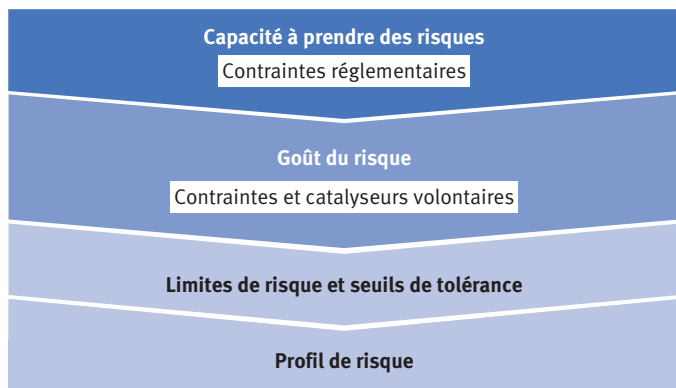 Capacité à prendre des risques
Contraintes réglementaires
Goût du risque
Contraintes et catalyseurs volontaires
Limites de risque et seuils de tolérance
Profil de risque